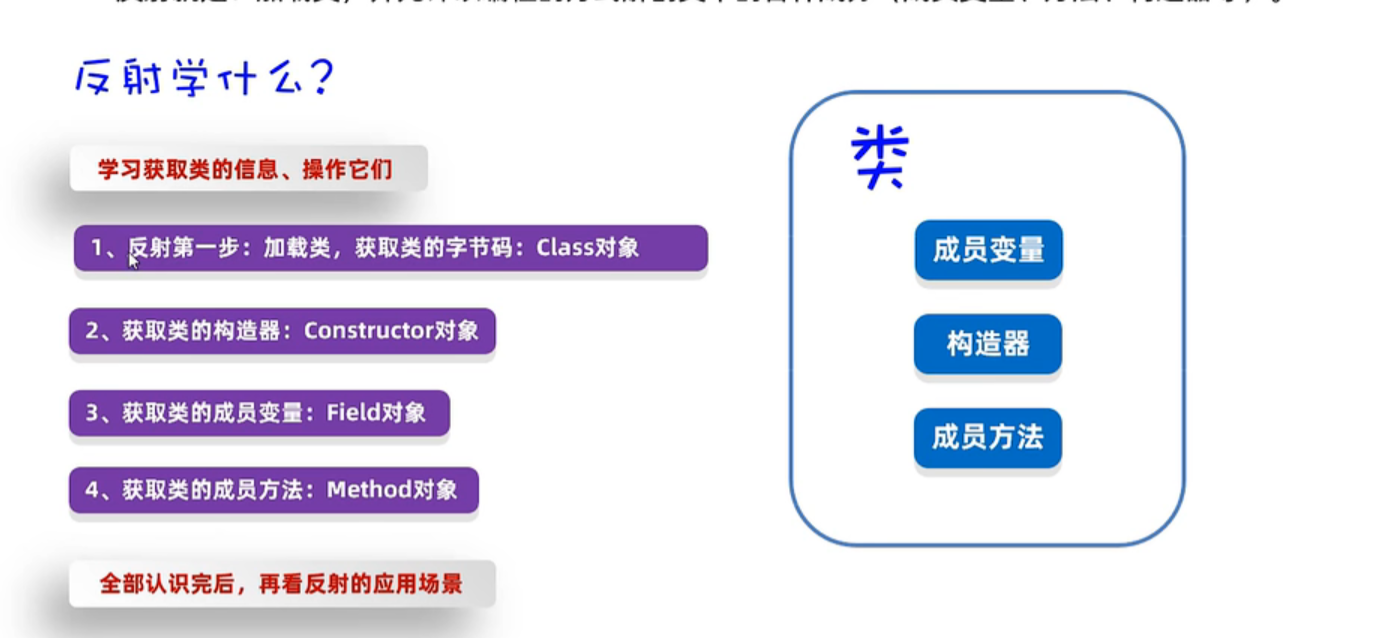 反射学什么?
学习获取类的信息、操作它们
1、反射第一步：加载类，获取类的字节码：Class对象
2、获取类的构造器：Constructor对象
3、获取类的成员变量：Field对象
4、获取类的成员方法：Method对象
全部认识完后，再看反射的应用场景
类
成员变量
构造器
成员方法